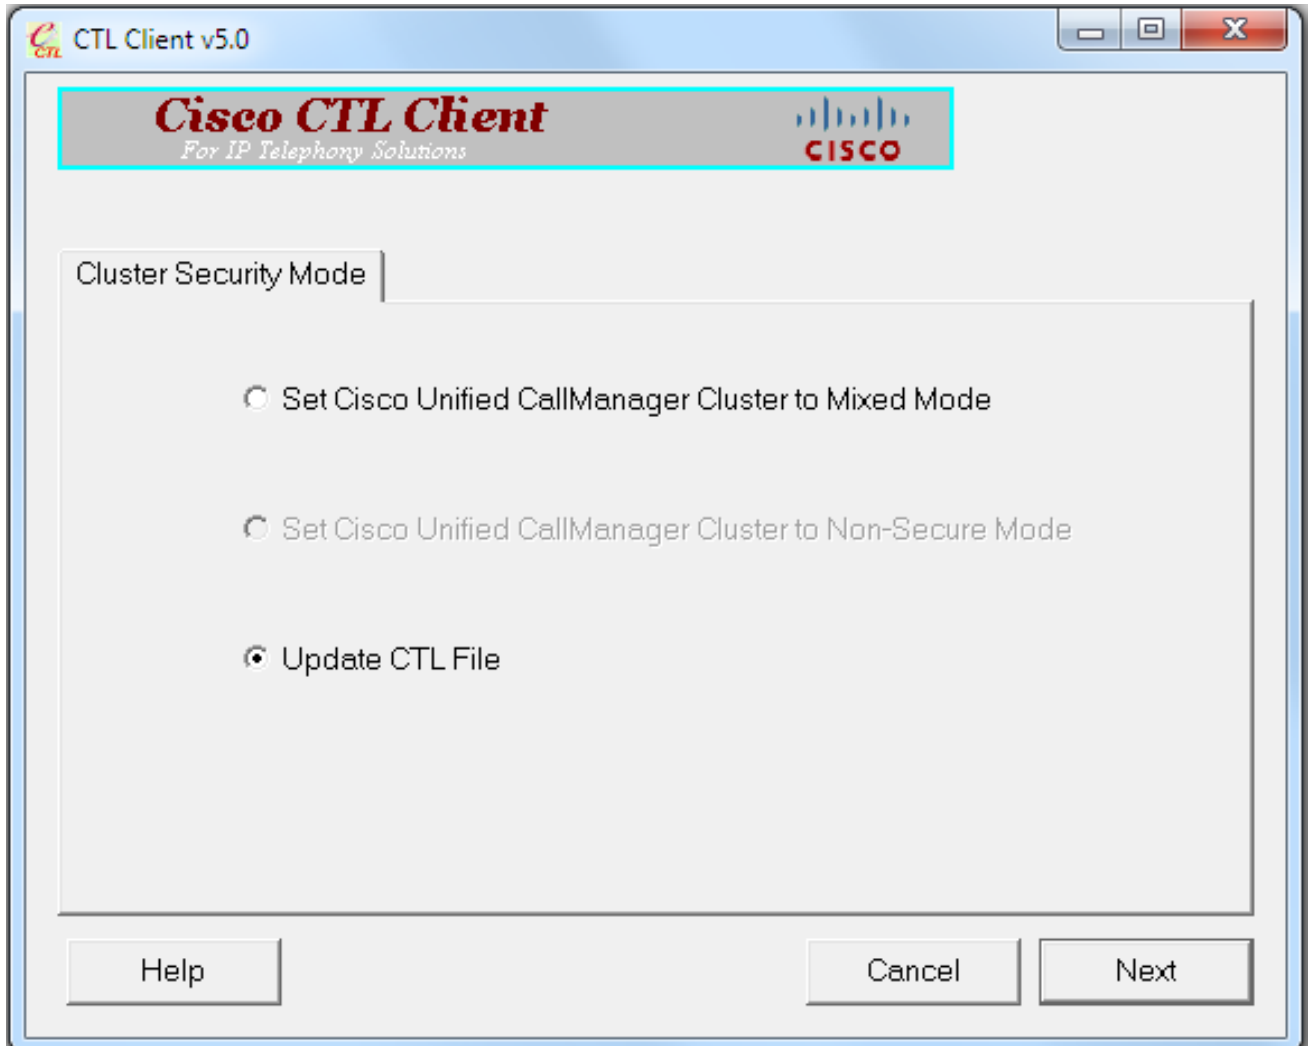 CTL Client v5.0
Cisco CTL Client
For IP Telephony Solutions
CISCO
Cluster Security Mode
Set Cisco Unified CallManager Cluster to Mixed Mode
Set Cisco Unified CallManager Cluster to Non-Secure Mode
Update CTL File
Help
Cancel
Next